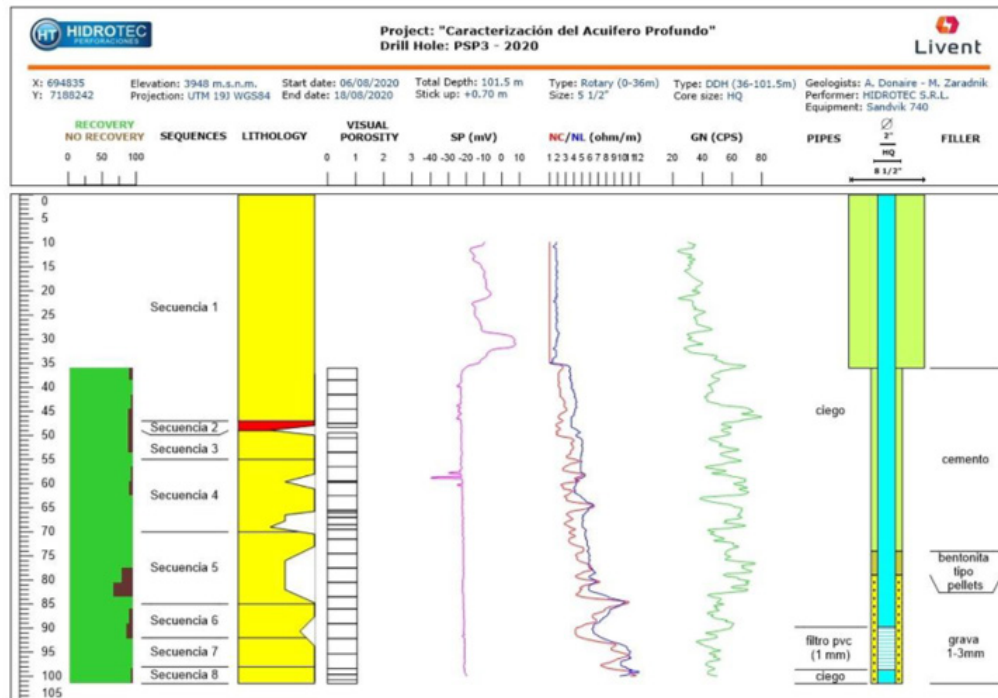 HT HIDROTEC
PERFORACIONES
Project: "Caracterización del Acuifero Profundo"
Drill Hole: PSP3 - 2020
Livent
X: 694835
Y: 7188242
Elevation: 3948 m.s.n.m.
Projection: UTM 19J WGS84
Start date: 06/08/2020
End date: 18/08/2020
Total Depth: 101.5 m
Stick up: +0.70 m
Type: Rotary (0-36m)
Size: 5 1/2"
Type: DDH (36-101.5m)
Core size: HQ
Geologists: A. Donaire - M. Zaradnik
Performer: HIDROTEC S.R.L.
Equipment: Sandvik 740
RECOVERY
NO RECOVERY
0 50 100
SEQUENCES
LITHOLOGY
VISUAL
POROSITY
0 1 2 3
SP (mV)
-40 -30 -20 -10 0 10
NC/NL (ohm/m)
1 2 3 4 5 6 7 8 9 10 11 12
GN (CPS)
20 40 60 80
PIPES
Ø
2"
HQ
8 1/2"
FILLER
0
5
10
15
20
25
30
35
40
45
50
55
60
65
70
75
80
85
90
95
100
105
Secuencia 1
Secuencia 2
Secuencia 3
Secuencia 4
Secuencia 5
Secuencia 6
Secuencia 7
Secuencia 8
ciego
filtro pvc
(1 mm)
ciego
cemento
bentonita
tipo
pellets
grava
1-3mm